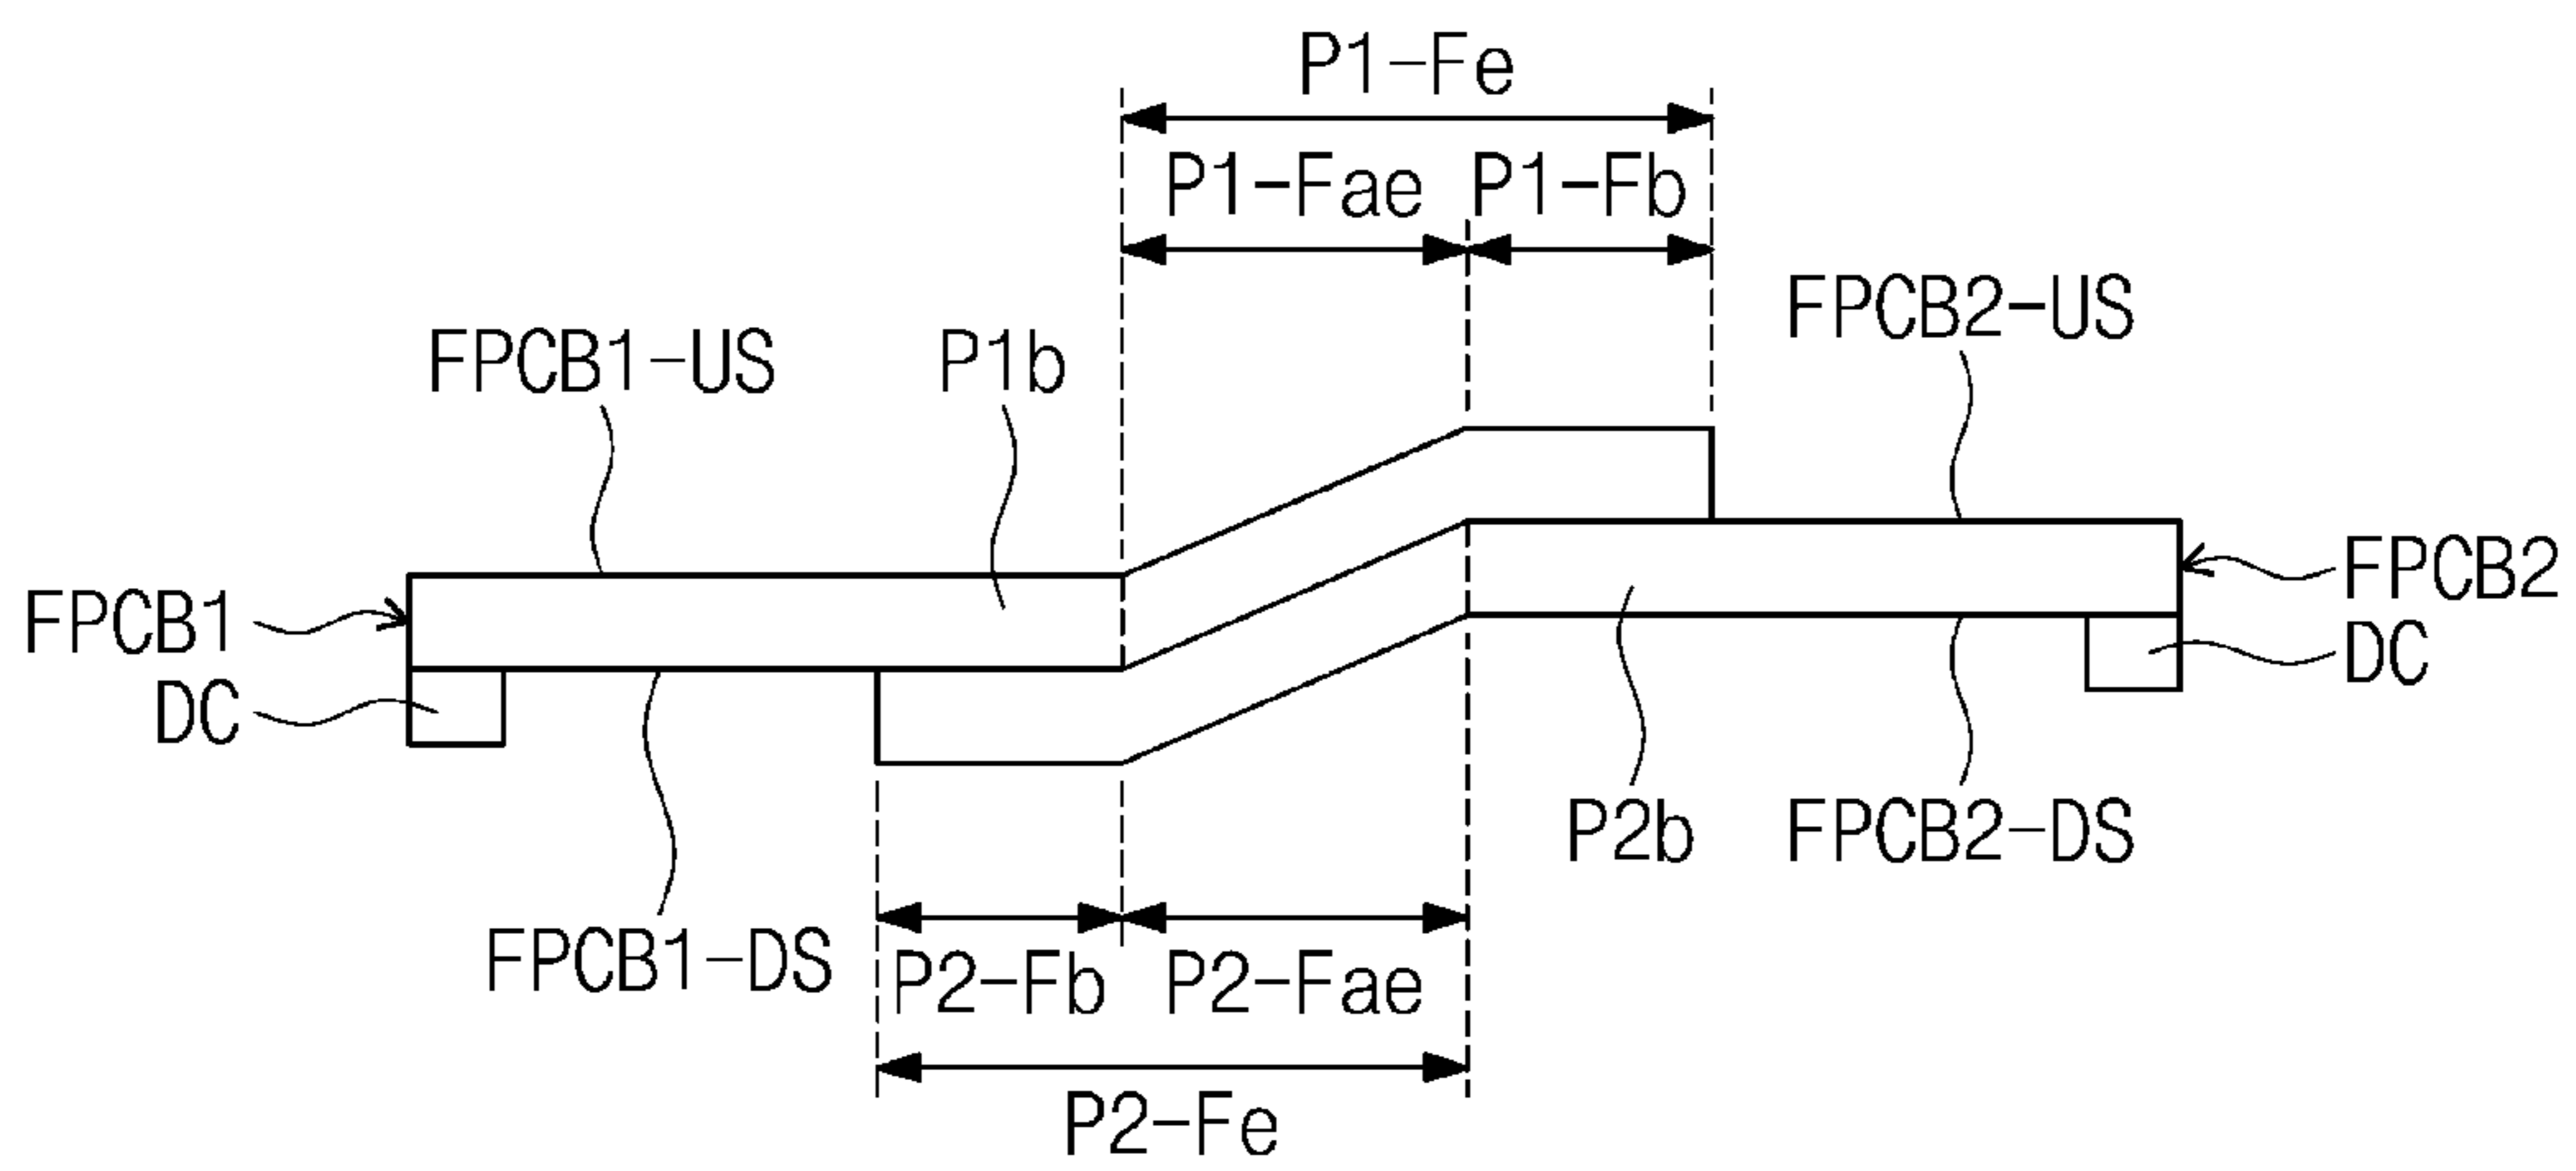 P1-Fe
P1-Fae P1-Fb
FPCB2-US
FPCB1-US P1b
FPCB1 FPCB2
DC DC
P2b FPCB2-DS
FPCB1-DS P2-Fb P2-Fae
P2-Fe